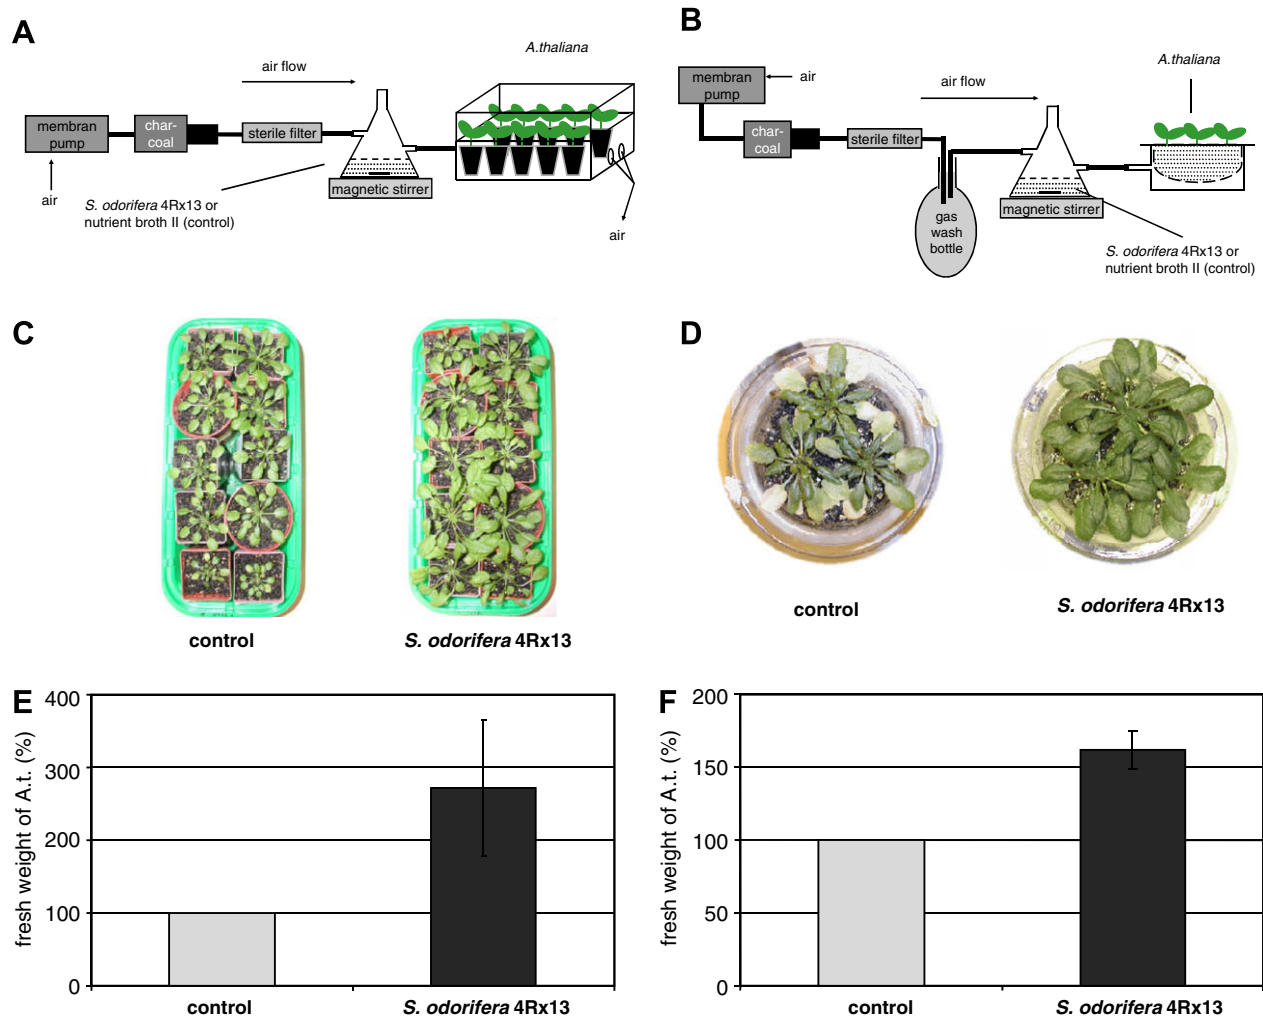 A
A.thaliana
air flow
membran
pump
char-
coal
sterile filter
magnetic stirrer
air
S. odorifera 4Rx13 or
nutrient broth II (control)
air
B
A.thaliana
membran
pump
air
air flow
char-
coal
sterile filter
gas
wash
bottle
magnetic stirrer
S. odorifera 4Rx13 or
nutrient broth II (control)
C
control
S. odorifera 4Rx13
D
control
S. odorifera 4Rx13
E
fresh weight of A.t. (%)
400
300
200
100
0
control
S. odorifera 4Rx13
F
fresh weight of A.t. (%)
200
150
100
50
0
control
S. odorifera 4Rx13